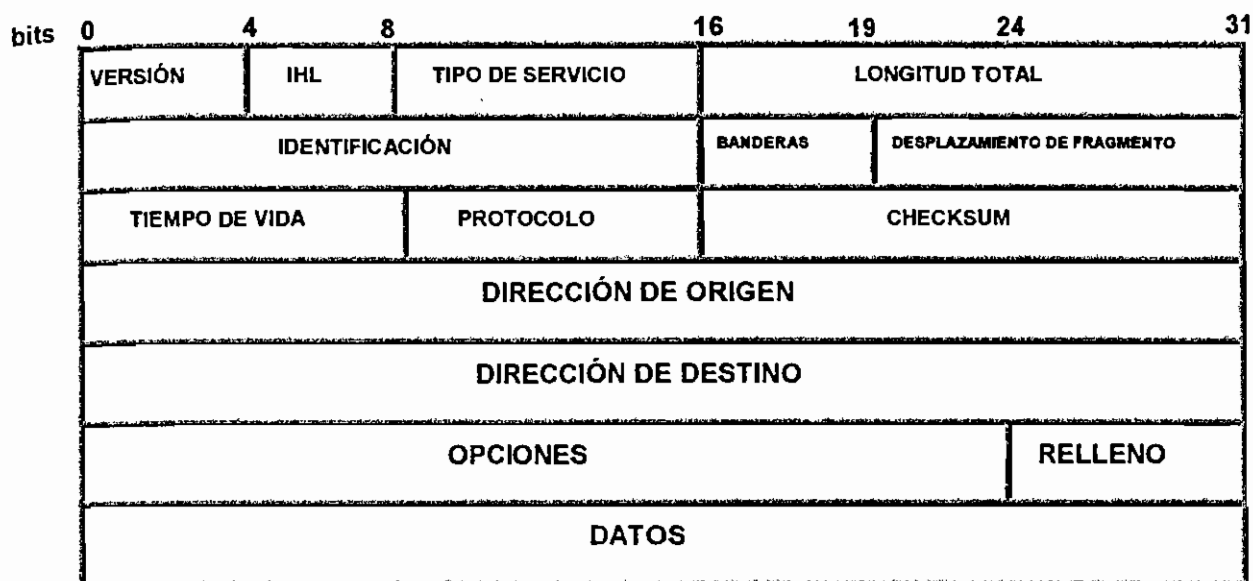 bits 0 4 8 16 19 24 31
VERSIÓN IHL TIPO DE SERVICIO LONGITUD TOTAL
IDENTIFICACIÓN BANDERAS DESPLAZAMIENTO DE FRAGMENTO
TIEMPO DE VIDA PROTOCOLO CHECKSUM
DIRECCIÓN DE ORIGEN
DIRECCIÓN DE DESTINO
OPCIONES RELLENO
DATOS